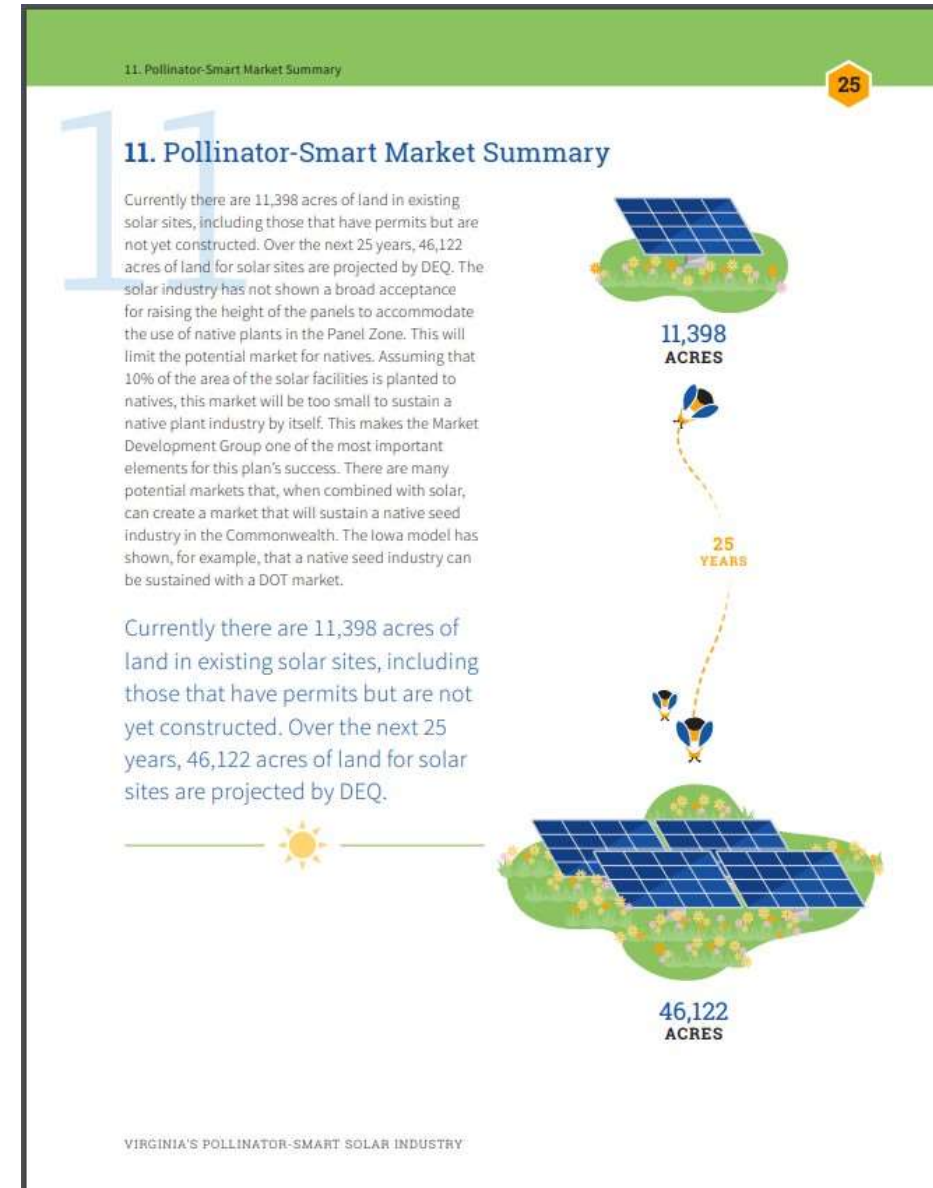 11. Pollinator-Smart Market Summary
25
11
11. Pollinator-Smart Market Summary
Currently there are 11,398 acres of land in existing
solar sites, including those that have permits but are
not yet constructed. Over the next 25 years, 46,122
acres of land for solar sites are projected by DEQ. The
solar industry has not shown a broad acceptance
for raising the height of the panels to accommodate
the use of native plants in the Panel Zone. This will
limit the potential market for natives. Assuming that
10% of the area of the solar facilities is planted to
natives, this market will be too small to sustain a
native plant industry by itself. This makes the Market
Development Group one of the most important
elements for this plan's success. There are many
potential markets that, when combined with solar,
can create a market that will sustain a native seed
industry in the Commonwealth. The Iowa model has
shown, for example, that a native seed industry can
be sustained with a DOT market.
Currently there are 11,398 acres of
land in existing solar sites, including
those that have permits but are not
yet constructed. Over the next 25
years, 46,122 acres of land for solar
sites are projected by DEQ.
11,398
ACRES
25
YEARS
46,122
ACRES
VIRGINIA'S POLLINATOR-SMART SOLAR INDUSTRY